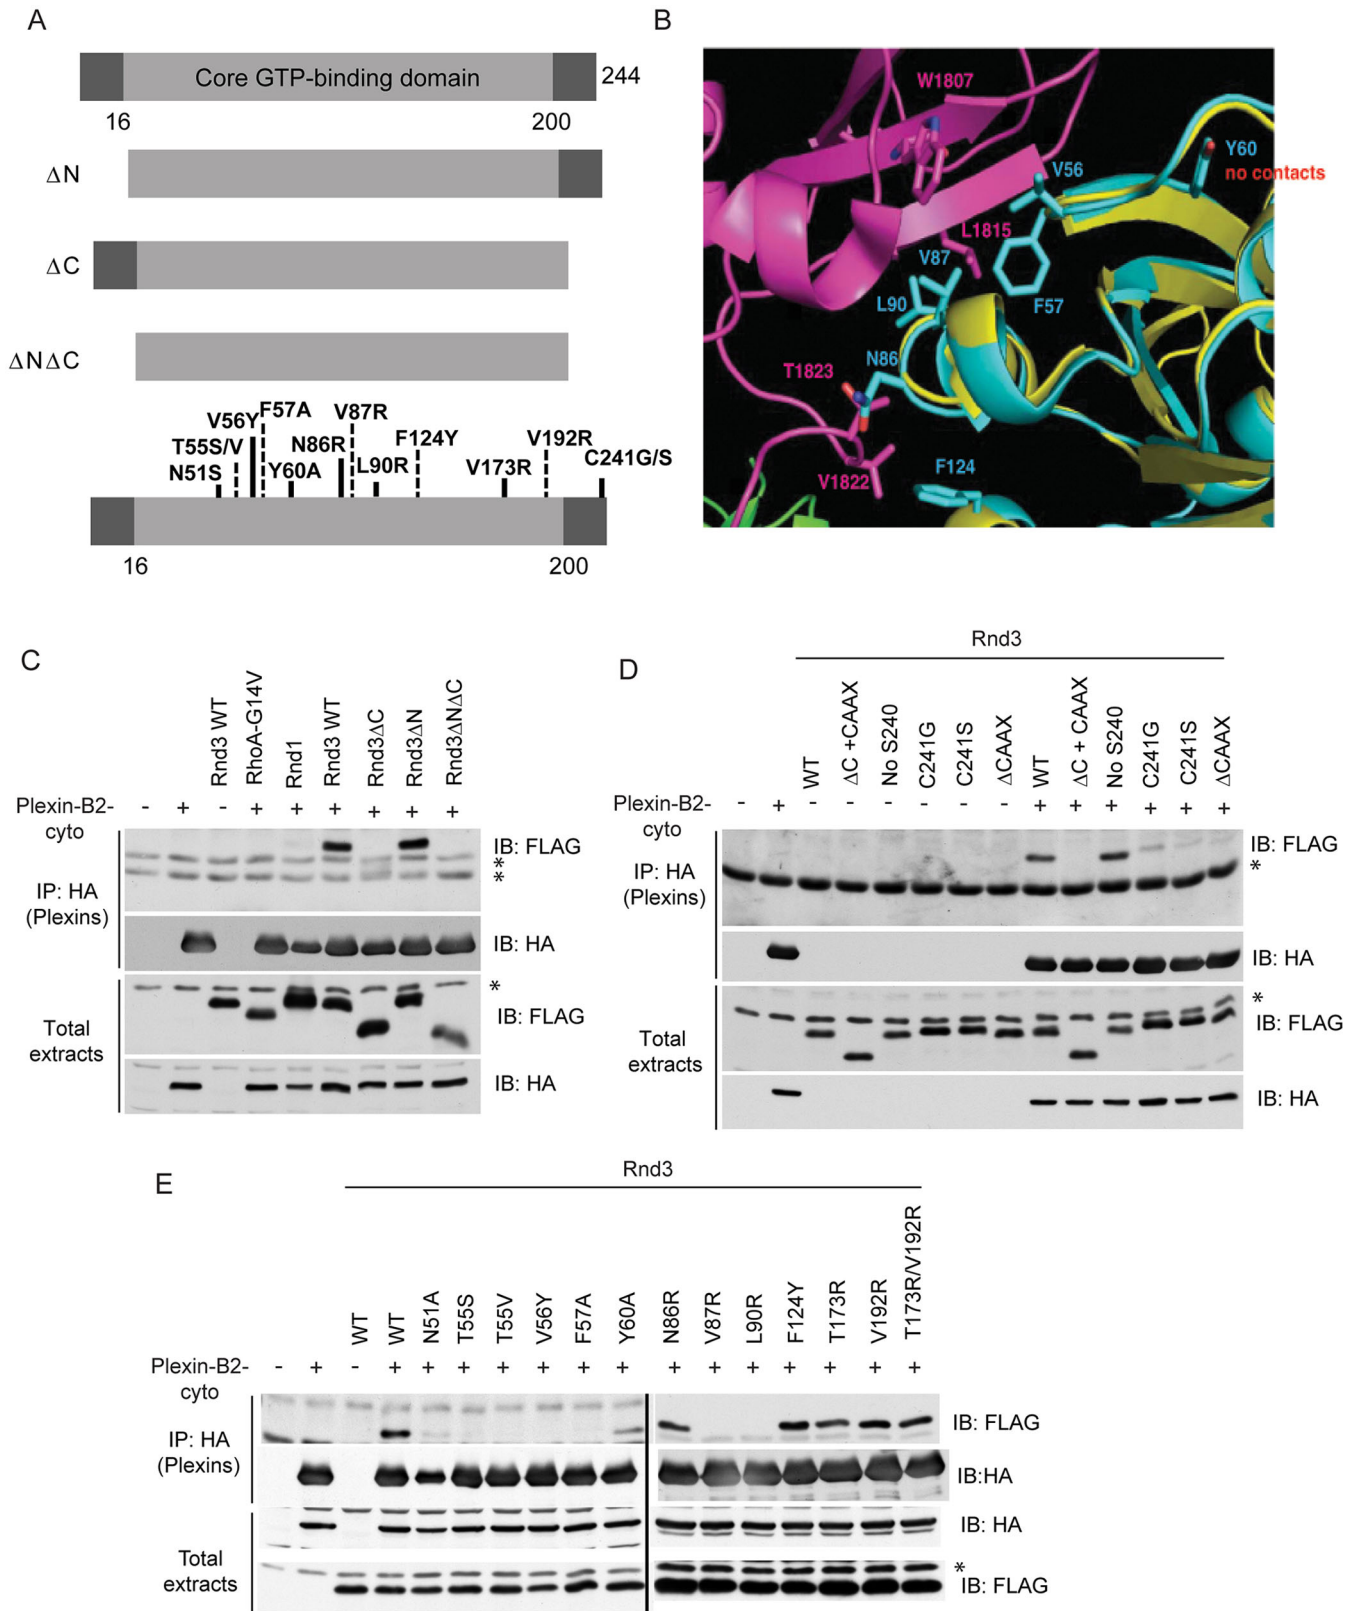 A
Core GTP-binding domain
244
16
200
ΔN
ΔC
ΔNΔC
V56Y
F57A
V87R
T55S/V
N86R
F124Y
V192R
N51S
Y60A
L90R
V173R
C241G/S
16
200
B
W1807
Y60
V56
no contacts
L1815
V87
L90
F57
N86
T1823
F124
V1822
C
Rnd3 WT
RhoA-G14V
Rnd1
Rnd3 WT
Rnd3ΔC
Rnd3ΔN
Rnd3ΔNΔC
Plexin-B2-cyto
- + - + + + + + +
IP: HA
(Plexins)
IB: FLAG
*
*
IB: HA
Total
extracts
*
IB: FLAG
IB: HA
D
Rnd3
WT
ΔC +CAAX
No S240
C241G
C241S
ΔCAAX
WT
ΔC + CAAX
No S240
C241G
C241S
ΔCAAX
Plexin-B2-cyto
- + - - - - - - + + + + + +
IP: HA
(Plexins)
IB: FLAG
*
IB: HA
Total
extracts
*
IB: FLAG
IB: HA
E
Rnd3
WT
WT
N51A
T55S
T55V
V56Y
F57A
Y60A
N86R
V87R
L90R
F124Y
T173R
V192R
T173R/V192R
Plexin-B2-cyto
- + - + + + + + + + + + + + + + +
IP: HA
(Plexins)
IB: FLAG
IB:HA
Total
extracts
IB: HA
*
IB: FLAG